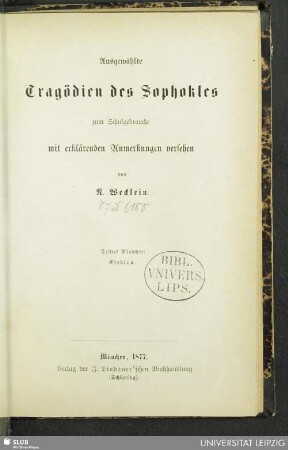 Ausgewählte
Tragödien des Sophokles
zum Schulgebrauche
mit erklärenden Anmerkungen versehen
von
N. Wecklein.
Drittes Bändchen:
Elektra.
BIBL.
VNIVERS.
LIPS.
München, 1877.
Verlag der J. Lindauer'schen Buchhandlung
(Schöpping).
SLUB
UNIVERSITÄT LEIPZIG